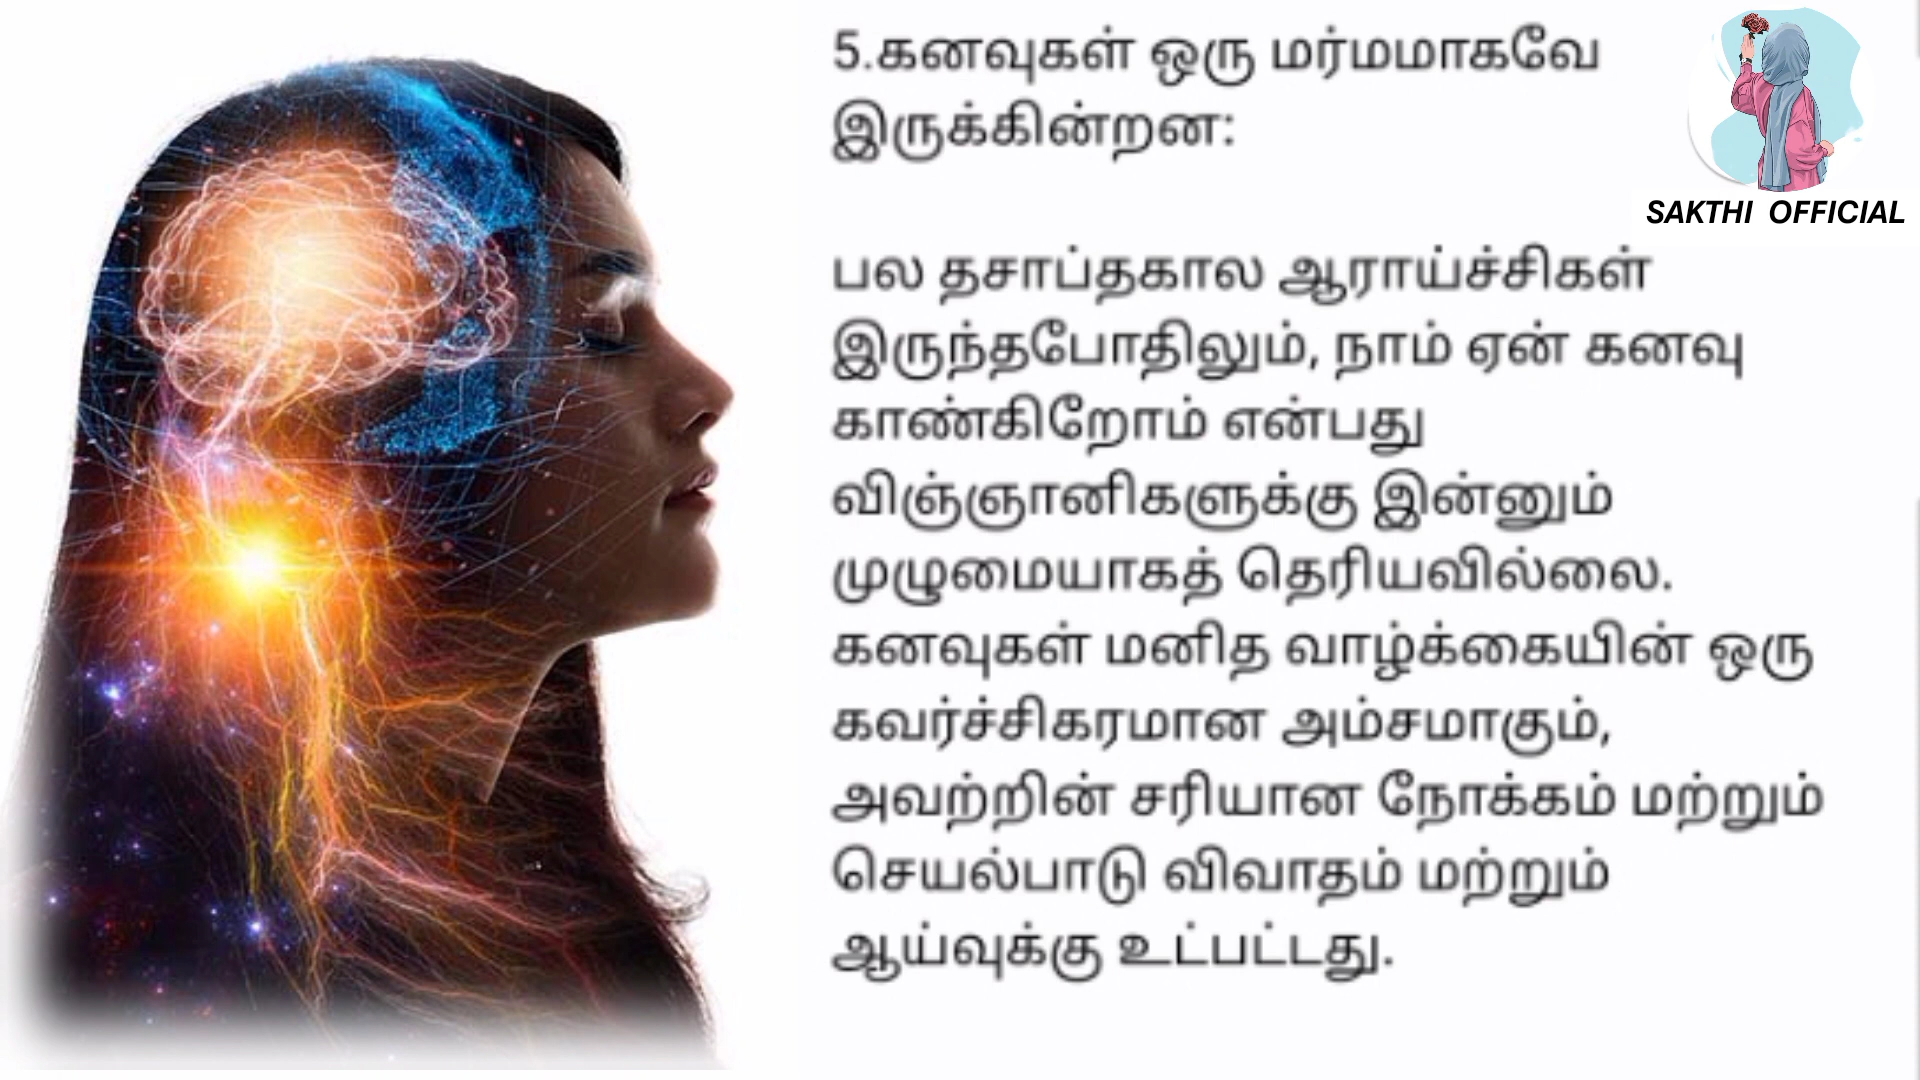 5.கனவுகள் ஒரு மர்மமாகவே
இருக்கின்றன:
SAKTHI OFFICIAL
பல தசாப்தகால ஆராய்ச்சிகள்
இருந்தபோதிலும், நாம் ஏன் கனவு
காண்கிறோம் என்பது
விஞ்ஞானிகளுக்கு இன்னும்
முழுமையாகத் தெரியவில்லை.
கனவுகள் மனித வாழ்க்கையின் ஒரு
கவர்ச்சிகரமான அம்சமாகும்,
அவற்றின் சரியான நோக்கம் மற்றும்
செயல்பாடு விவாதம் மற்றும்
ஆய்வுக்கு உட்பட்டது.